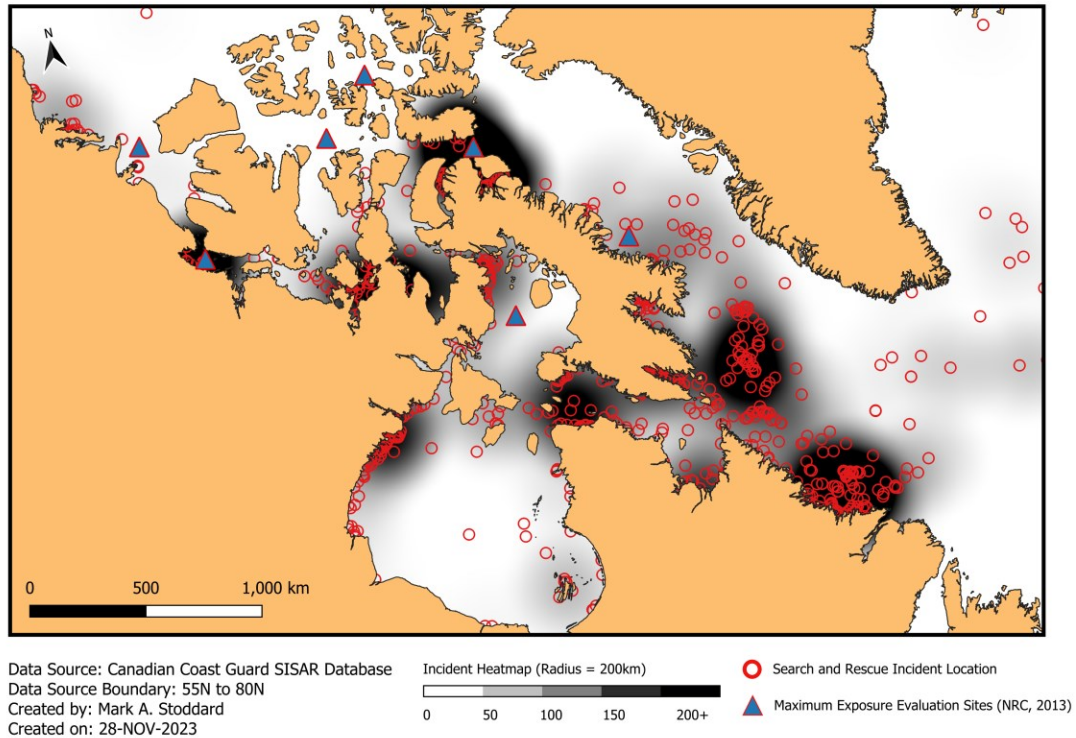 N
0 500 1,000 km
Data Source: Canadian Coast Guard SISAR Database
Data Source Boundary: 55N to 80N
Created by: Mark A. Stoddard
Created on: 28-NOV-2023
Incident Heatmap (Radius = 200km)
0 50 100 150 200+
Search and Rescue Incident Location
Maximum Exposure Evaluation Sites (NRC, 2013)